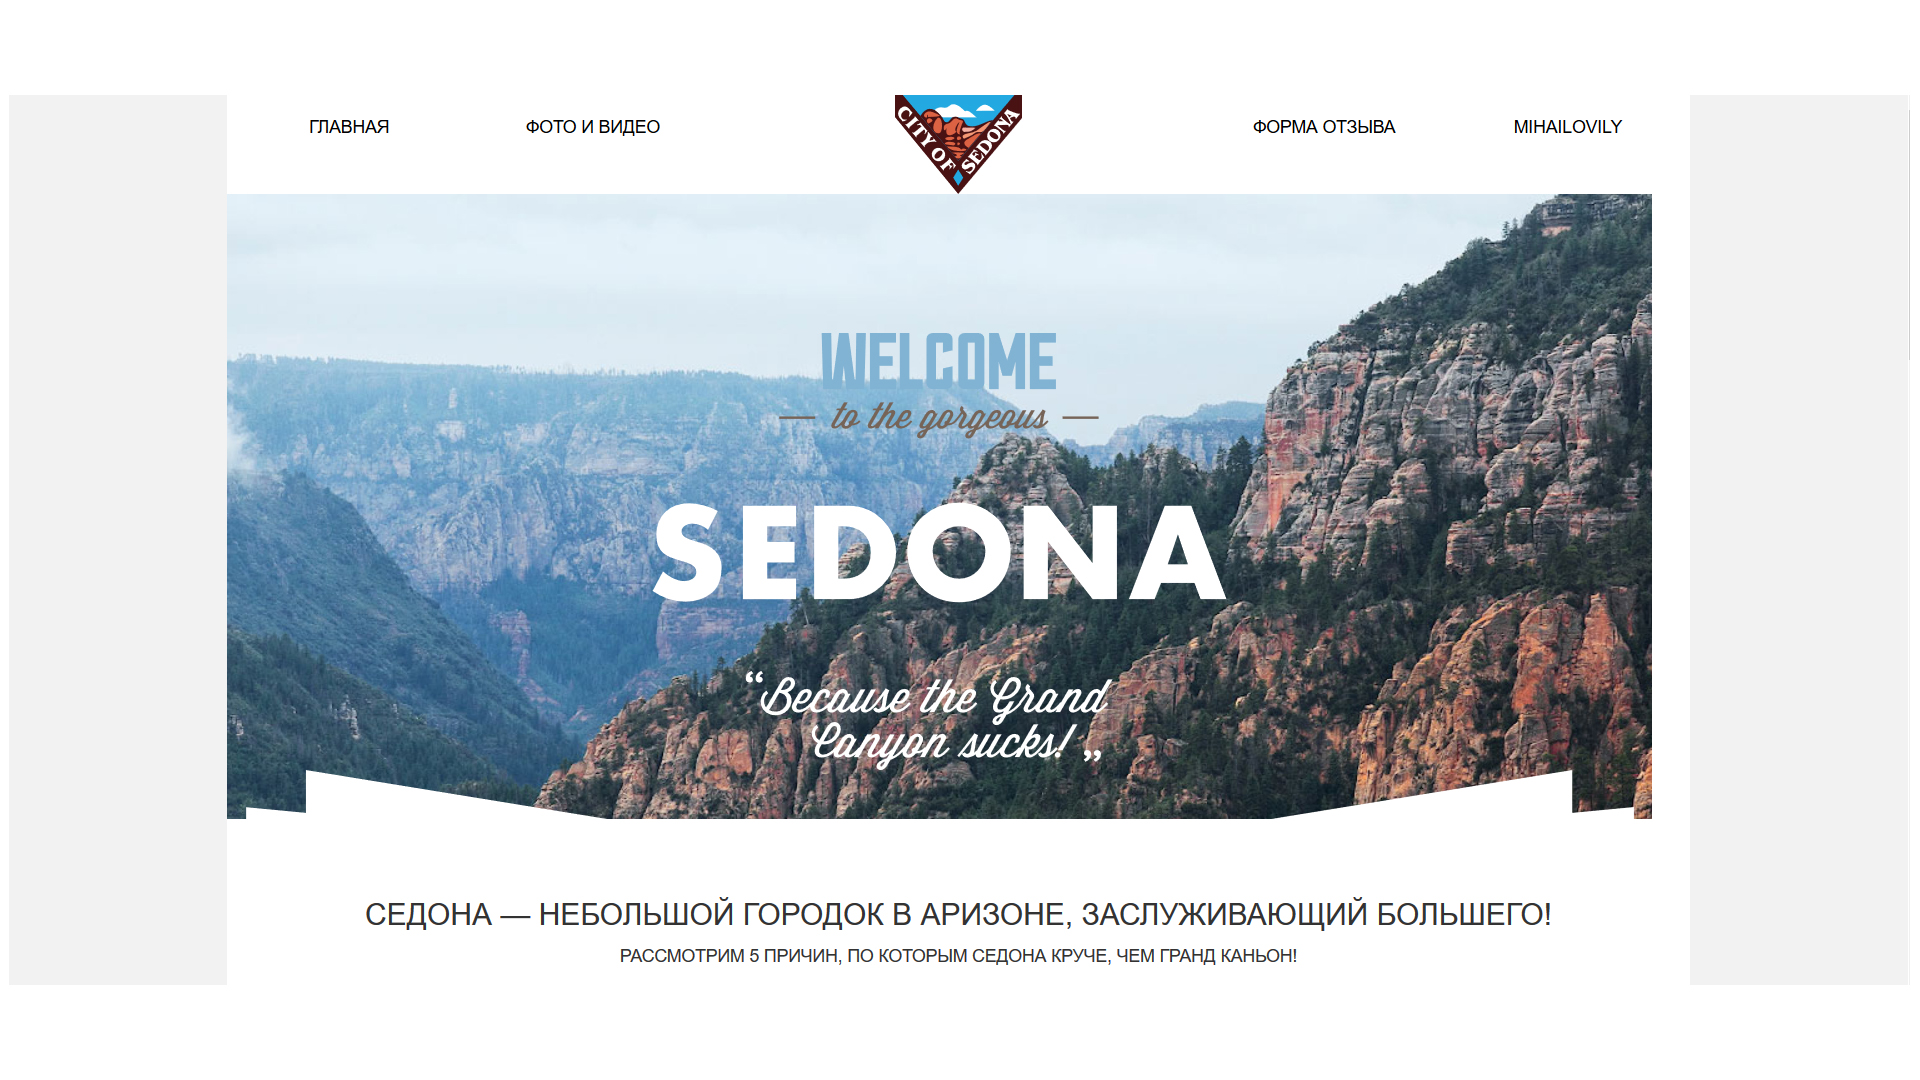 ГЛАВНАЯ
ФОТО И ВИДЕО
CITY OF SEDONA
ФОРМА ОТЗЫВА
MIHAILOVILY
WELCOME
— to the gorgeous —
SEDONA
“Because the Grand
Canyon sucks! „
СЕДОНА — НЕБОЛЬШОЙ ГОРОДОК В АРИЗОНЕ, ЗАСЛУЖИВАЮЩИЙ БОЛЬШЕГО!
РАССМОТРИМ 5 ПРИЧИН, ПО КОТОРЫМ СЕДОНА КРУЧЕ, ЧЕМ ГРАНД КАНЬОН!